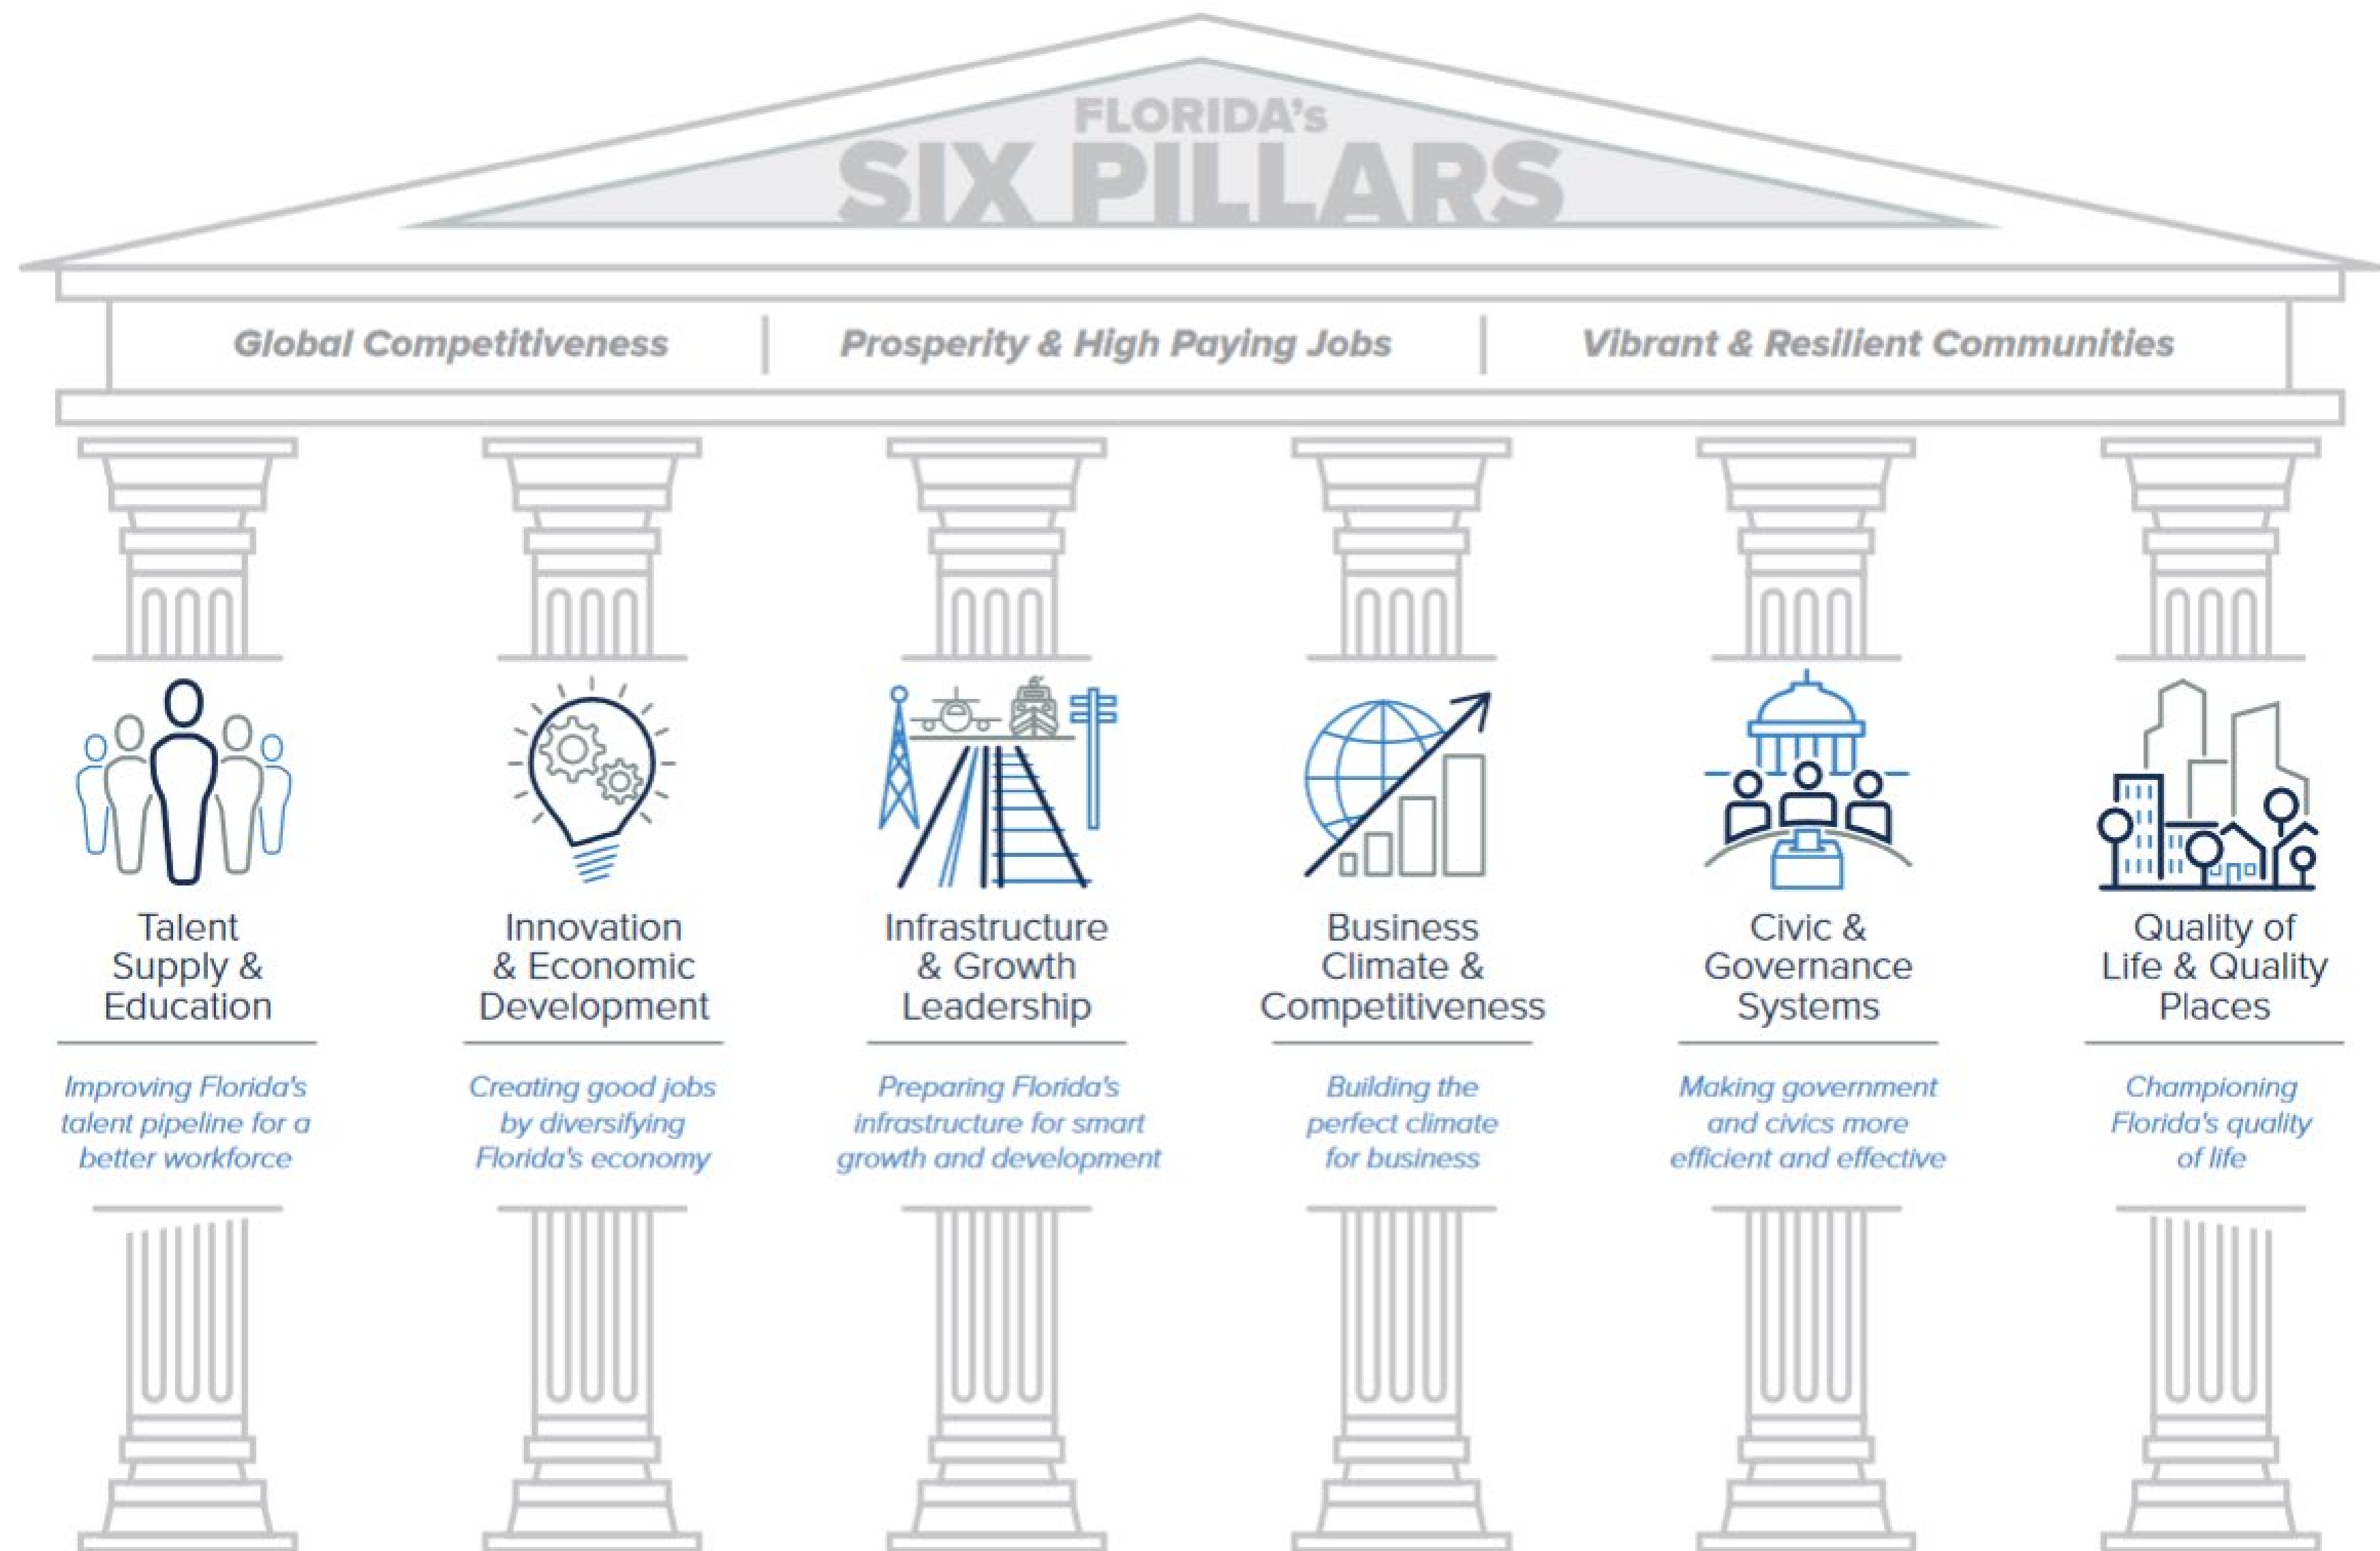 FLORIDA's
SIX PILLARS
Global Competitiveness
Prosperity & High Paying Jobs
Vibrant & Resilient Communities
Talent
Supply &
Education
Improving Florida's
talent pipeline for a
better workforce
Innovation
& Economic
Development
Creating good jobs
by diversifying
Florida's economy
Infrastructure
& Growth
Leadership
Preparing Florida's
infrastructure for smart
growth and development
Business
Climate &
Competitiveness
Building the
perfect climate
for business
Civic &
Governance
Systems
Making government
and civics more
efficient and effective
Quality of
Life & Quality
Places
Championing
Florida's quality
of life